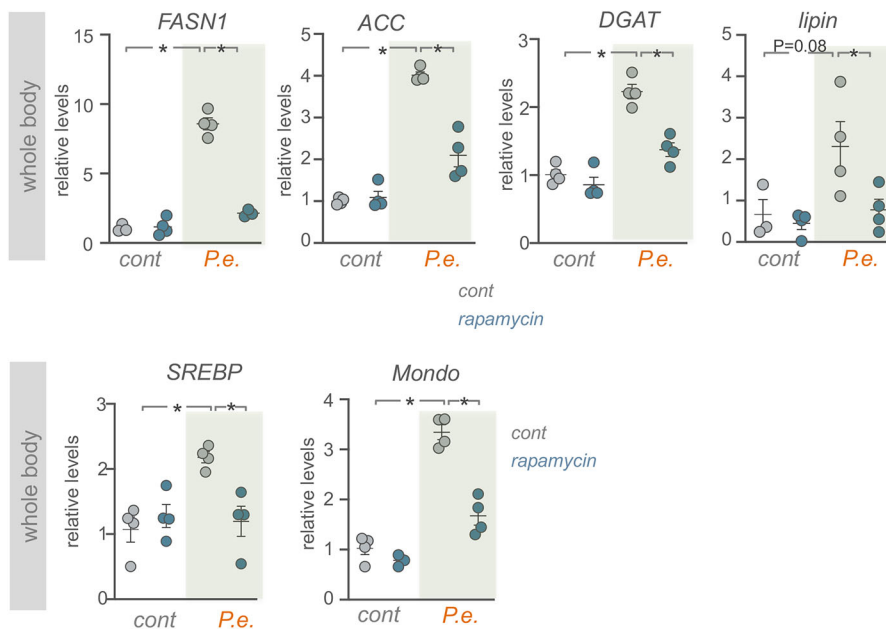 FASN1
ACC
DGAT
lipin
whole body
relative levels
15
10
5
0
* *
cont
P.e.
relative levels
5
4
3
2
1
0
* *
cont
P.e.
relative levels
3
2
1
0
* *
cont
P.e.
relative levels
5
4
3
2
1
0
P=0.08 *
cont
P.e.
cont
rapamycin
SREBP
Mondo
whole body
relative levels
3
2
1
0
* *
cont
P.e.
relative levels
4
3
2
1
0
* *
cont
P.e.
cont
rapamycin